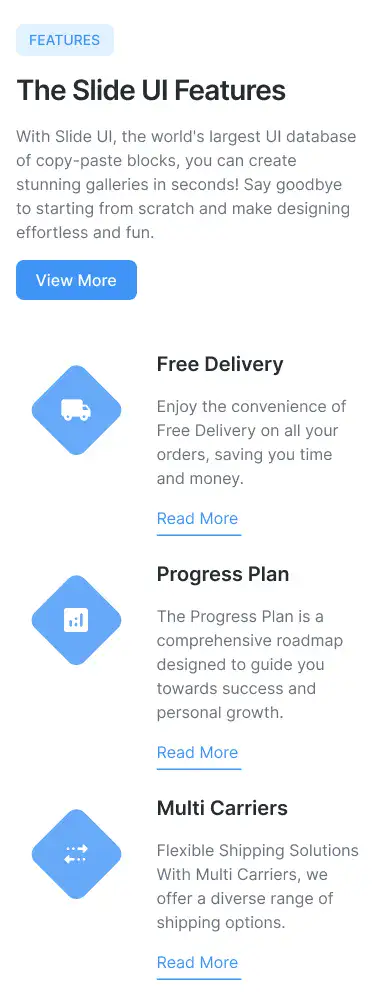 FEATURES
The Slide UI Features
With Slide UI, the world's largest UI database
of copy-paste blocks, you can create
stunning galleries in seconds! Say goodbye
to starting from scratch and make designing
effortless and fun.
View More
Free Delivery
Enjoy the convenience of
Free Delivery on all your
orders, saving you time
and money.
Read More
Progress Plan
The Progress Plan is a
comprehensive roadmap
designed to guide you
towards success and
personal growth.
Read More
Multi Carriers
Flexible Shipping Solutions
With Multi Carriers, we
offer a diverse range of
shipping options.
Read More